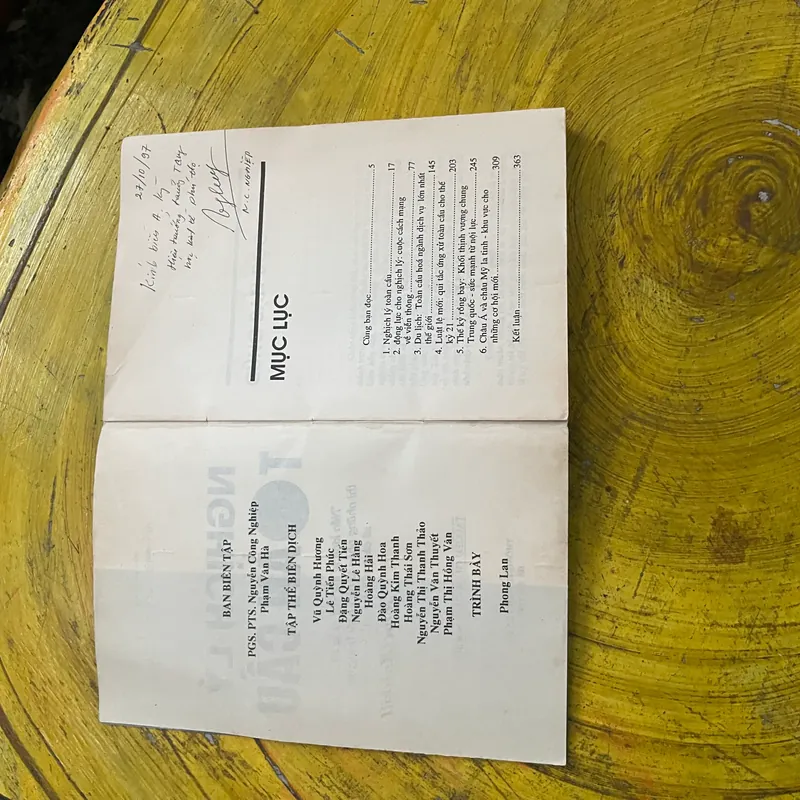 BAN BIÊN TẬP
PGS. PTS. Nguyễn Công Nghiệp
Phạm Văn Hà
TẬP THỂ BIÊN DỊCH
Vũ Quỳnh Hương
Lê Tiến Phúc
Đặng Quyết Tiến
Nguyễn Lê Hằng
Hoàng Hải
Đào Quỳnh Hoa
Hoàng Kim Thanh
Hoàng Thái Sơn
Nguyễn Thị Thanh Thảo
Nguyễn Văn Thuyết
Phạm Thị Hồng Vân
TRÌNH BÀY
Phong Lan
27/10/97
Kính biếu A.
Hiệu trưởng trường
N.C. NGHIỆP
MỤC LỤC
Cùng bạn đọc ........ 5
1. Nghịch lý toàn cầu ........ 17
2. động lực cho nghịch lý: cuộc cách mạng
về viễn thông ........ 77
3. Du lịch: Toàn cầu hoá ngành dịch vụ lớn nhất
thế giới ........ 145
4. Luật lệ mới: qui tắc ứng xử toàn cầu cho thế
kỷ 21 ........ 203
5. Thế kỷ rồng bay: Khối thịnh vượng chung
Trung quốc - sức mạnh từ nội lực ........ 245
6. Châu Á và châu Mỹ la tinh - khu vực cho
những cơ hội mới ........ 309
Kết luận ........ 363